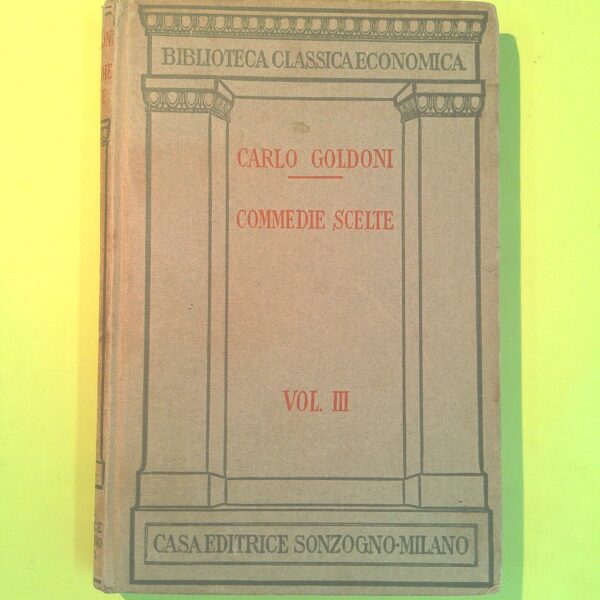 BIBLIOTECA CLASSICA ECONOMICA
CARLO GOLDONI
COMMEDIE SCELTE
VOL. III
CASA EDITRICE SONZOGNO-MILANO